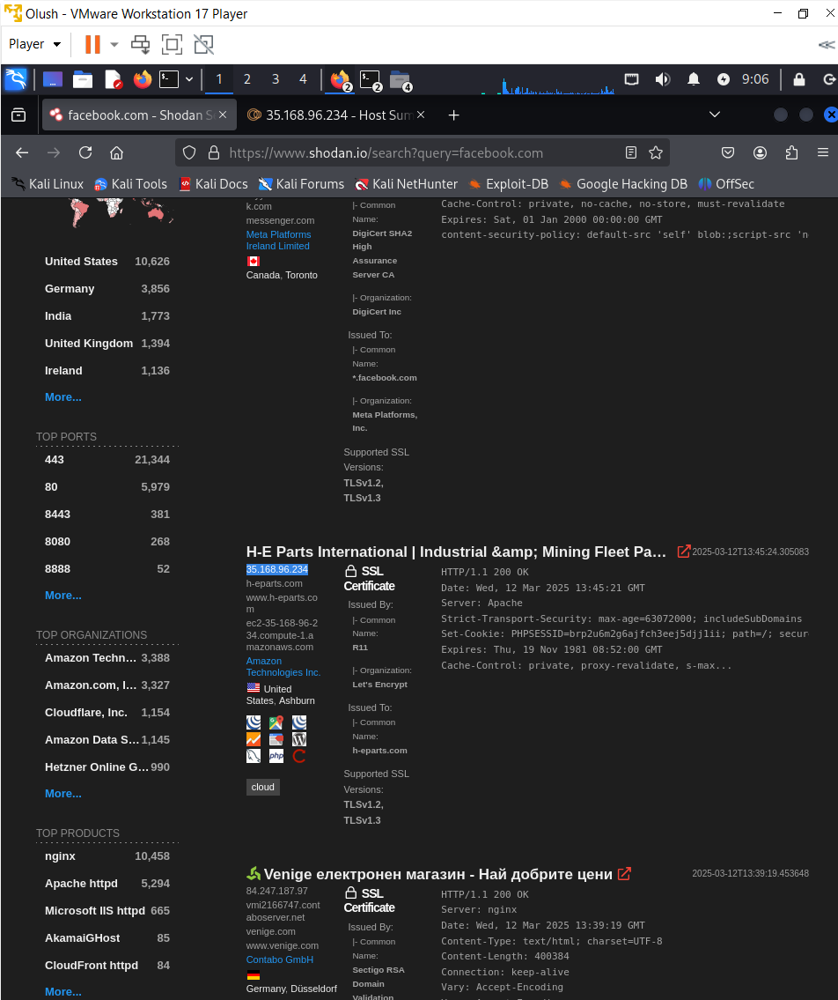 Olush - VMware Workstation 17 Player
Player
1 2 3 4
2 2 4
9:06
facebook.com - Shodan S
35.168.96.234 - Host Sum
https://www.shodan.io/search?query=facebook.com
Kali Linux Kali Tools Kali Docs Kali Forums Kali NetHunter Exploit-DB Google Hacking DB OffSec
United States 10,626
Germany 3,856
India 1,773
United Kingdom 1,394
Ireland 1,136
More...
TOP PORTS
443 21,344
80 5,979
8443 381
8080 268
8888 52
More...
TOP ORGANIZATIONS
Amazon Techn... 3,388
Amazon.com, I... 3,327
Cloudflare, Inc. 1,154
Amazon Data S... 1,145
Hetzner Online G... 990
More...
TOP PRODUCTS
nginx 10,458
Apache httpd 5,294
Microsoft IIS httpd 665
AkamaiGHost 85
CloudFront httpd 84
More...
k.com
messenger.com
Meta Platforms
Ireland Limited
Canada, Toronto
|- Common
Name:
DigiCert SHA2
High
Assurance
Server CA
|- Organization:
DigiCert Inc
Issued To:
|- Common
Name:
*.facebook.com
|- Organization:
Meta Platforms,
Inc.
Supported SSL
Versions:
TLSv1.2,
TLSv1.3
Cache-Control: private, no-cache, no-store, must-revalidate
Expires: Sat, 01 Jan 2000 00:00:00 GMT
content-security-policy: default-src 'self' blob:;script-src 'n
H-E Parts International | Industrial &amp; Mining Fleet Pa...
2025-03-12T13:45:24.305083
35.168.96.234
h-eparts.com
www.h-eparts.co
m
ec2-35-168-96-2
34.compute-1.a
mazonaws.com
Amazon
Technologies Inc.
United
States, Ashburn
php
cloud
SSL
Certificate
Issued By:
|- Common
Name:
R11
|- Organization:
Let's Encrypt
Issued To:
|- Common
Name:
h-eparts.com
Supported SSL
Versions:
TLSv1.2,
TLSv1.3
HTTP/1.1 200 OK
Date: Wed, 12 Mar 2025 13:45:21 GMT
Server: Apache
Strict-Transport-Security: max-age=63072000; includeSubDomains
Set-Cookie: PHPSESSID=brp2u6m2g6ajfch3eej5djj1ii; path=/; secur
Expires: Thu, 19 Nov 1981 08:52:00 GMT
Cache-Control: private, proxy-revalidate, s-max...
Venige електронен магазин - Най добрите цени
2025-03-12T13:39:19.453648
84.247.187.97
vmi2166747.cont
aboserver.net
venige.com
www.venige.com
Contabo GmbH
Germany, Düsseldorf
SSL
Certificate
Issued By:
|- Common
Name:
Sectigo RSA
Domain
Validation
HTTP/1.1 200 OK
Server: nginx
Date: Wed, 12 Mar 2025 13:39:19 GMT
Content-Type: text/html; charset=UTF-8
Content-Length: 400384
Connection: keep-alive
Vary: Accept-Encoding